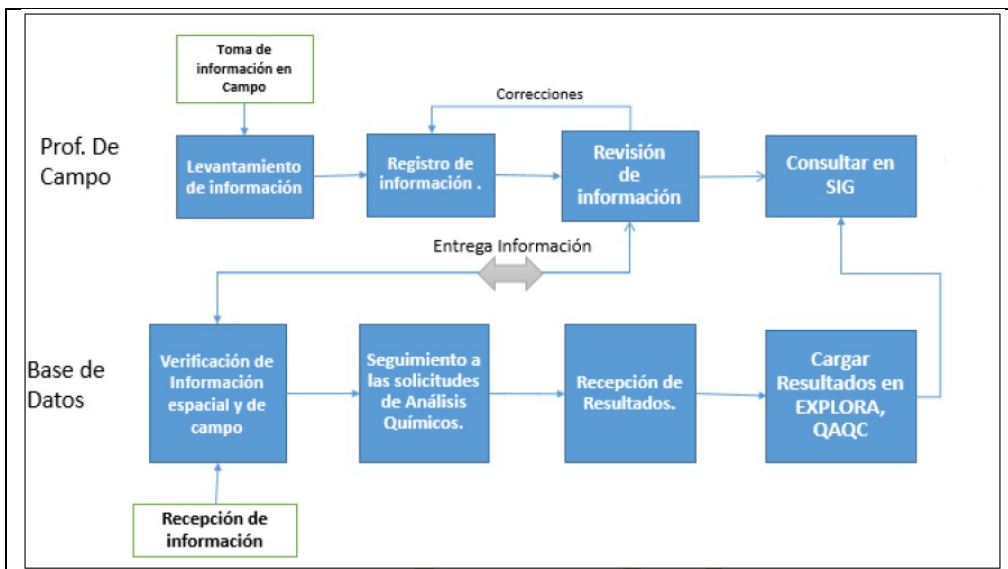 Toma de
información en
Campo
Correcciones
Prof. De
Campo
Levantamiento
de información
Registro de
información .
Revisión
de
información
Consultar en
SIG
Entrega Información
Base de
Datos
Verificación de
Información
espacial y de
campo
Seguimiento a
las solicitudes
de Análisis
Químicos.
Recepción de
Resultados.
Cargar
Resultados en
EXPLORA,
QAQC
Recepción de
información